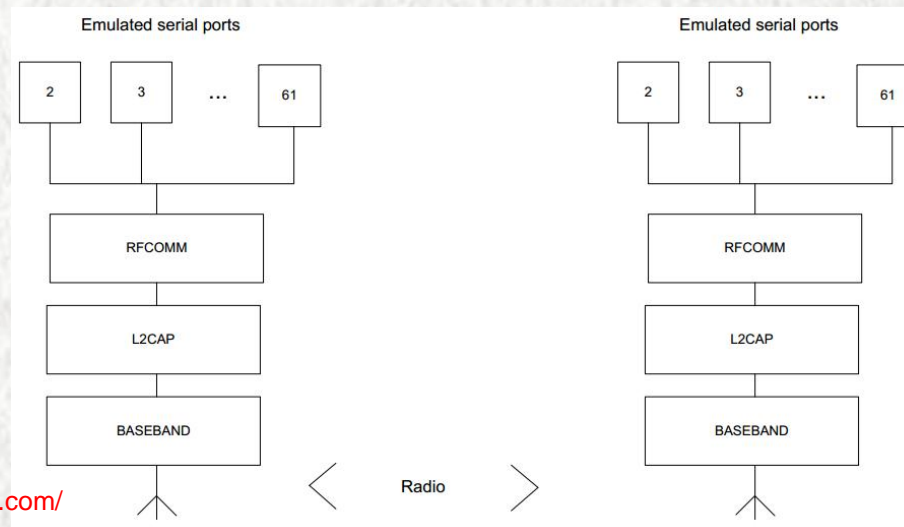 Emulated serial ports
2 3 ... 61
RFCOMM
L2CAP
BASEBAND
Emulated serial ports
2 3 ... 61
RFCOMM
L2CAP
BASEBAND
Radio
.com/